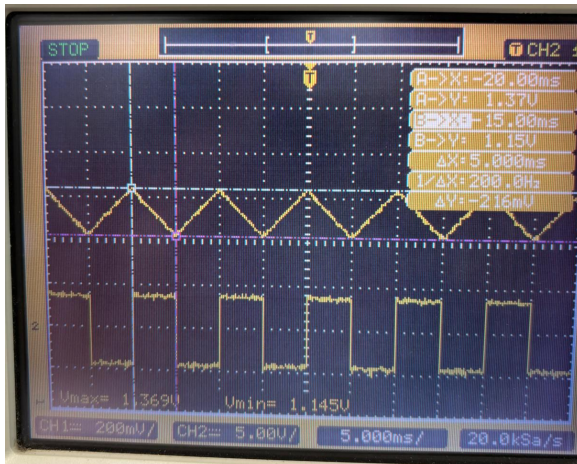 STOP
T
T CH2
T
A->X:-20.00ms
A->Y: 1.37V
B->X:-15.00ms
B->Y: 1.15V
ΔX:5.000ms
1/ΔX:200.0Hz
ΔY:-216mV
2
Vmax= 1.369V Vmin= 1.145V
CH1 200mV/ CH2 5.00V/ 5.000ms/ 20.0kSa/s